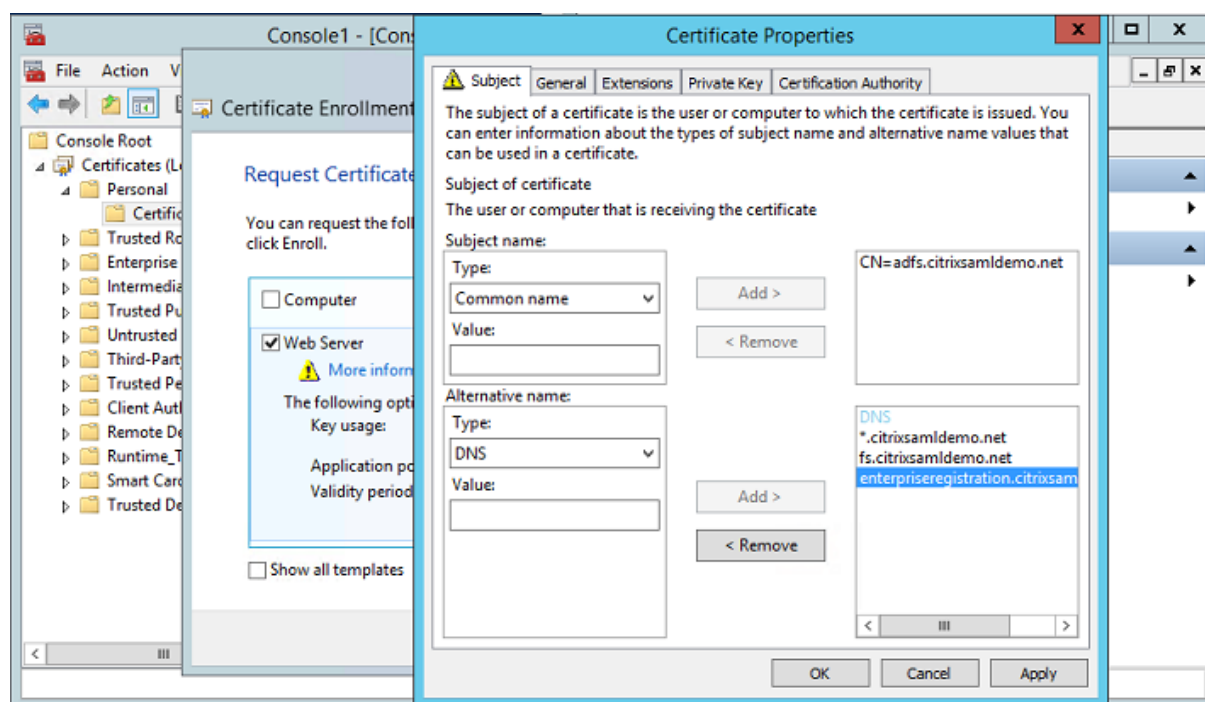 Console1 - [Con
File Action V
Console Root
Certificates (L
Personal
Certific
Trusted Ro
Enterprise
Intermedia
Trusted Pu
Untrusted
Third-Part
Trusted Pe
Client Autl
Remote De
Runtime_T
Smart Card
Trusted De
Certificate Enrollment
Request Certificate
You can request the foll
click Enroll.
Computer
Web Server
More inform
The following opti
Key usage:
Application po
Validity period
Show all templates
Certificate Properties
Subject General Extensions Private Key Certification Authority
The subject of a certificate is the user or computer to which the certificate is issued. You
can enter information about the types of subject name and alternative name values that
can be used in a certificate.
Subject of certificate
The user or computer that is receiving the certificate
Subject name:
Type:
Common name
Value:
Add >
< Remove
CN=adfs.citrixsamldemo.net
Alternative name:
Type:
DNS
Value:
Add >
< Remove
DNS
*.citrixsamldemo.net
fs.citrixsamldemo.net
enterpriseregistration.citrixsam
OK Cancel Apply